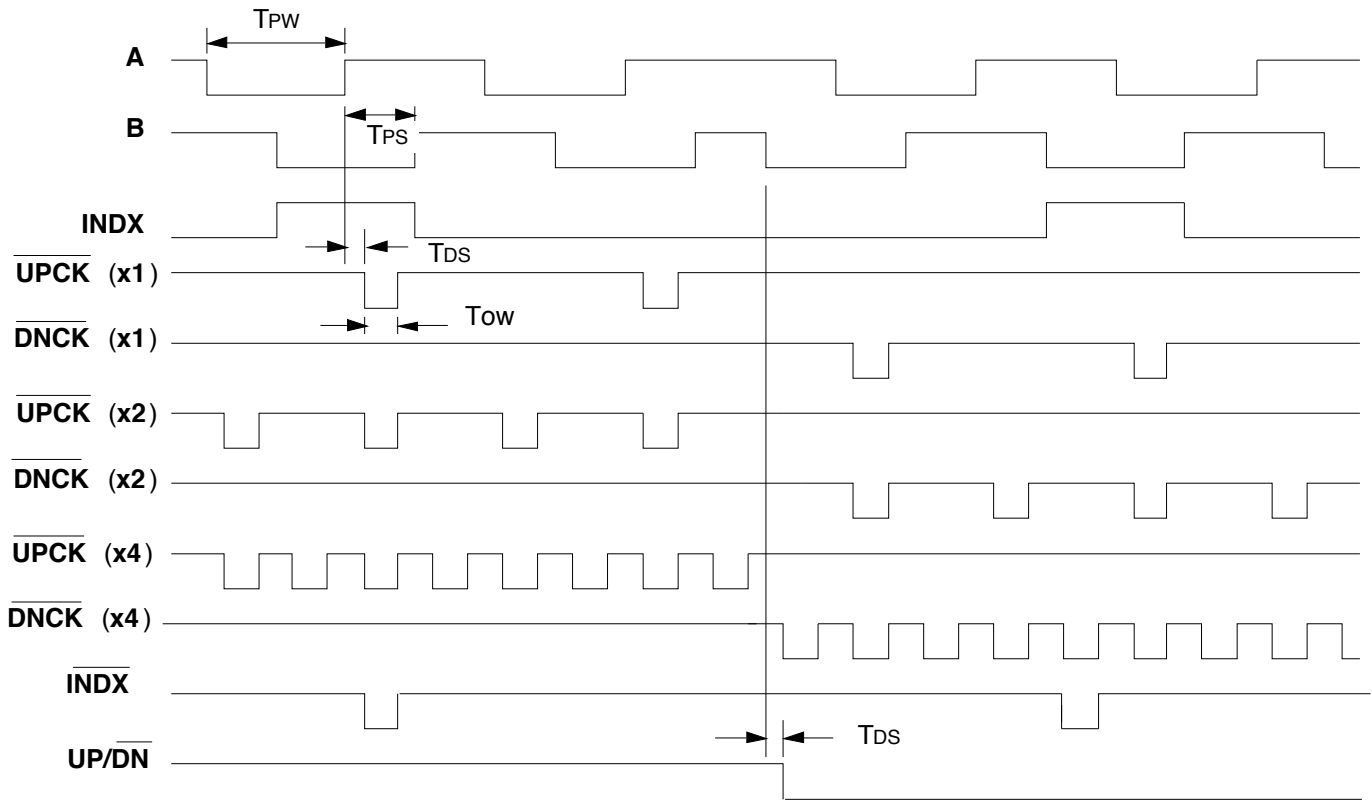 TPW
A
B
TPS
INDX
TDS
UPCK (x1)
TOW
DNCK (x1)
UPCK (x2)
DNCK (x2)
UPCK (x4)
DNCK (x4)
INDX
TDS
UP/DN